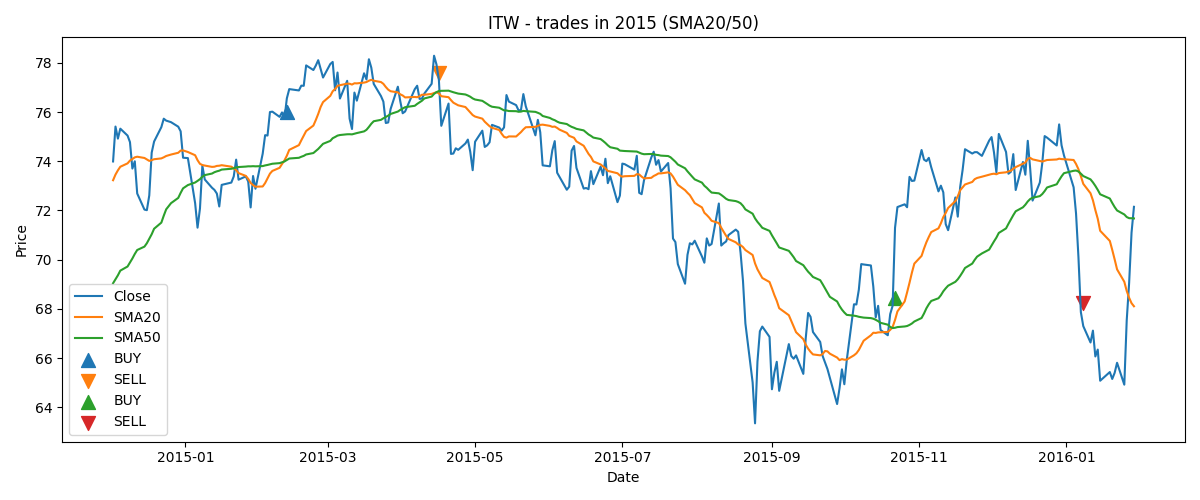 ITW - trades in 2015 (SMA20/50)
Price
78
76
74
72
70
68
66
64
Close
SMA20
SMA50
BUY
SELL
BUY
SELL
2015-01
2015-03
2015-05
2015-07
2015-09
2015-11
2016-01
Date